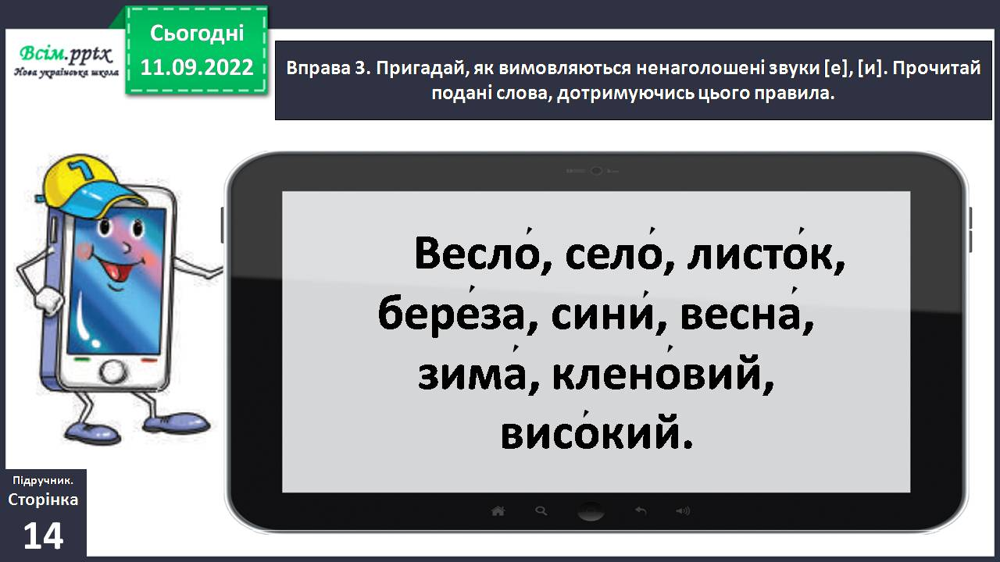 Сьогодні
11.09.2022
Всім.pptx
Нова українська школа
Вправа 3. Пригадай, як вимовляються ненаголошені звуки [е], [и]. Прочитай
подані слова, дотримуючись цього правила.
Весло́, село́, листо́к,
бере́за, сини́, весна́,
зима́, клено́вий,
висо́кий.
Підручник.
Сторінка
14